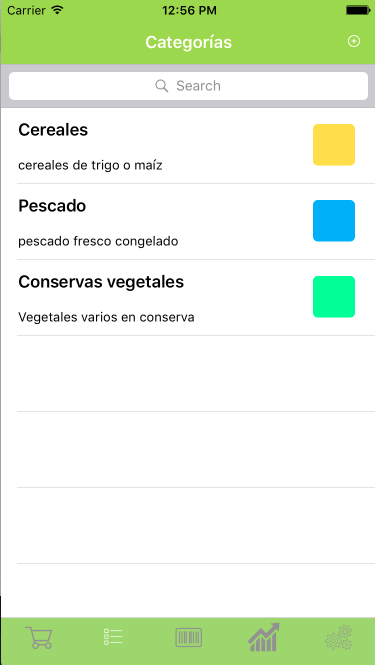 Carrier 12:56 PM
Categorías
Search
Cereales
cereales de trigo o maíz
Pescado
pescado fresco congelado
Conservas vegetales
Vegetales varios en conserva